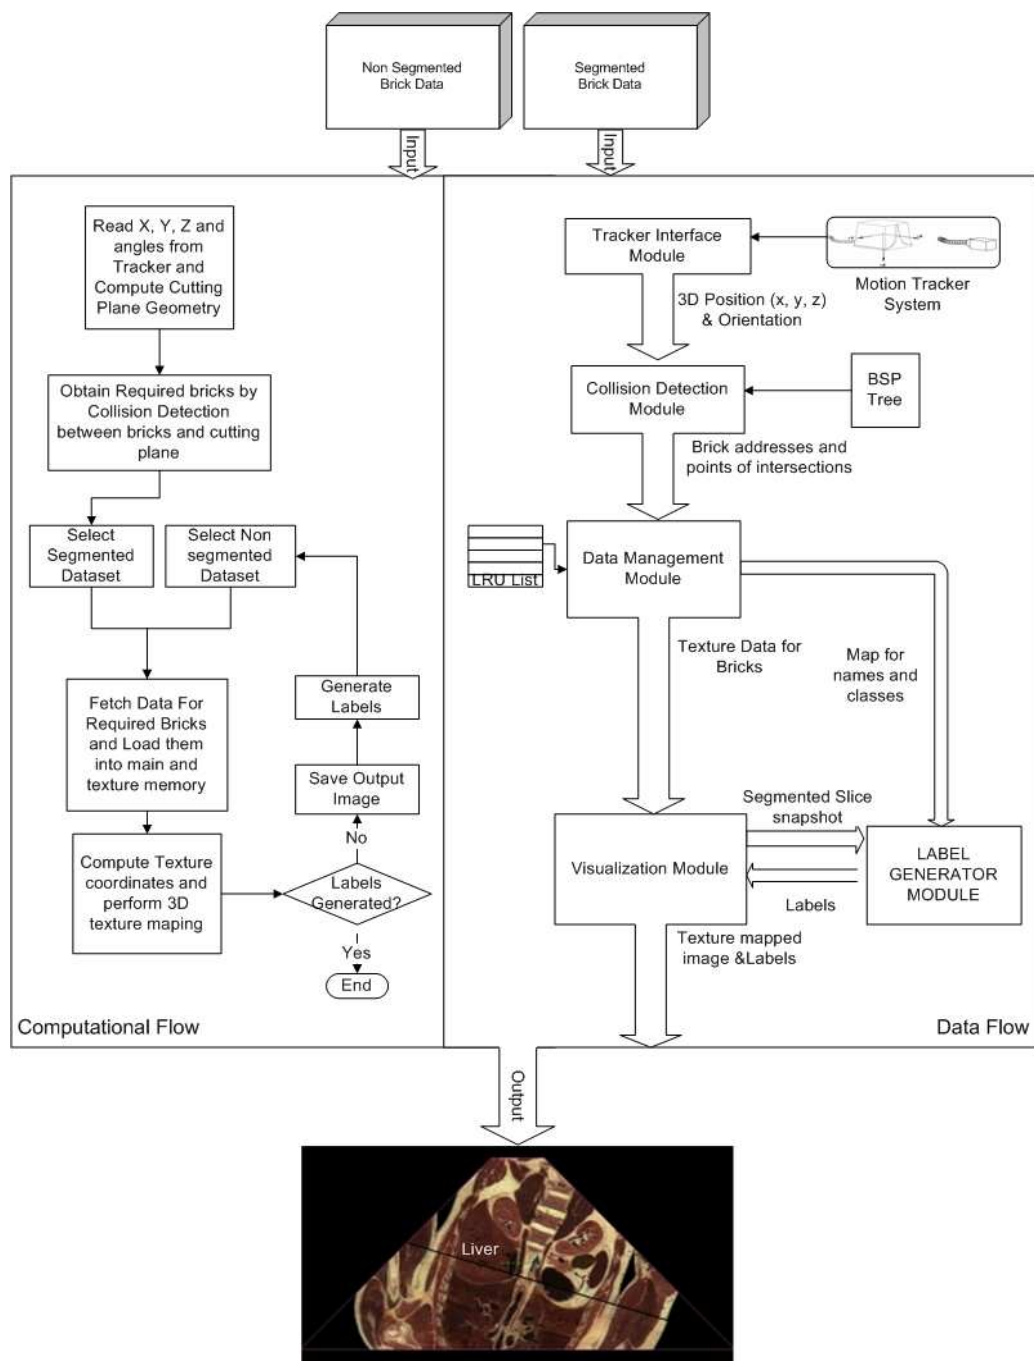 Non Segmented
Brick Data
Segmented
Brick Data
Input
Input
Read X, Y, Z and
angles from
Tracker and
Compute Cutting
Plane Geometry
Obtain Required bricks by
Collision Detection
between bricks and cutting
plane
Select
Segmented
Dataset
Select Non
segmented
Dataset
Fetch Data For
Required Bricks
and Load them
into main and
texture memory
Generate
Labels
Save Output
Image
No
Compute Texture
coordinates and
perform 3D
texture maping
Labels
Generated?
Yes
End
Computational Flow
Tracker Interface
Module
Motion Tracker
System
3D Position (x, y, z)
& Orientation
Collision Detection
Module
BSP
Tree
Brick addresses and
points of intersections
LRU List
Data Management
Module
Texture Data for
Bricks
Map for
names and
classes
Segmented Slice
snapshot
Visualization Module
LABEL
GENERATOR
MODULE
Labels
Texture mapped
image &Labels
Data Flow
Output
Liver